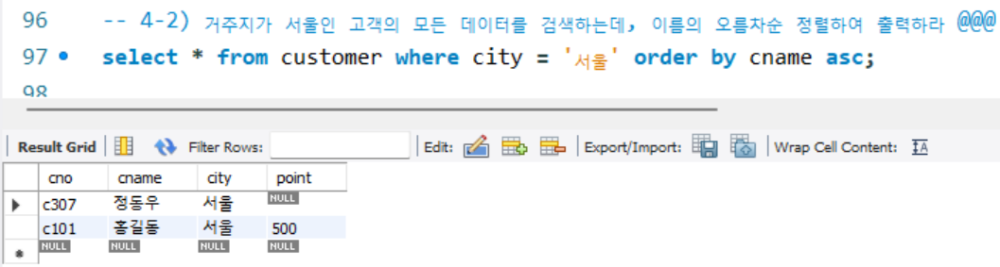 96 -- 4-2) 거주지가 서울인 고객의 모든 데이터를 검색하는데, 이름의 오름차순 정렬하여 출력하라 @@@
97 select * from customer where city = '서울' order by cname asc;
98
Result Grid Filter Rows: Edit: Export/Import: Wrap Cell Content: IA
cno cname city point
c307 정동우 서울 NULL
c101 홍길동 서울 500
NULL NULL NULL NULL